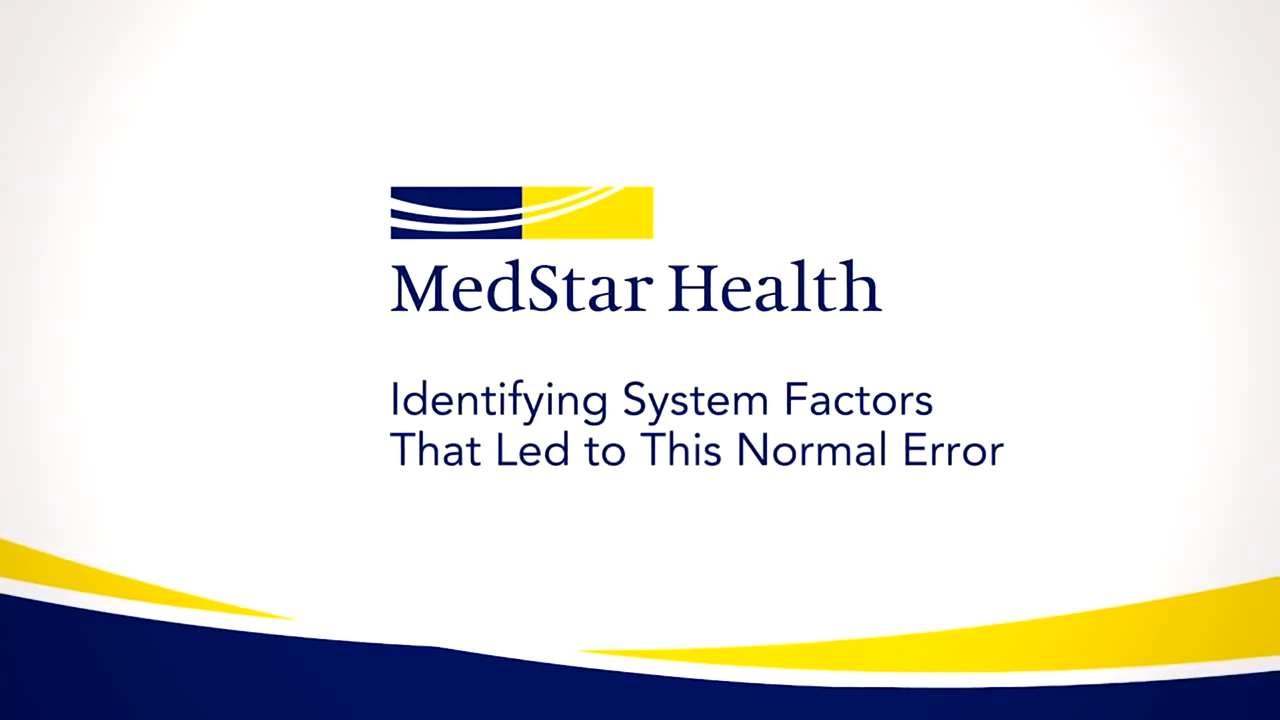 MedStar Health
Identifying System Factors
That Led to This Normal Error